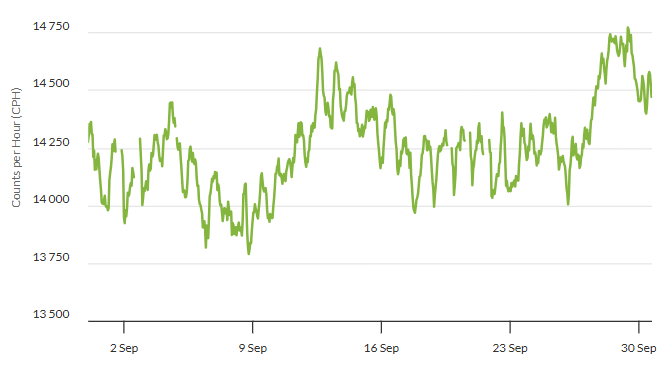 14 750
14 500
14 250
14 000
13 750
13 500
Counts per Hour (CPH)
2 Sep
9 Sep
16 Sep
23 Sep
30 Sep